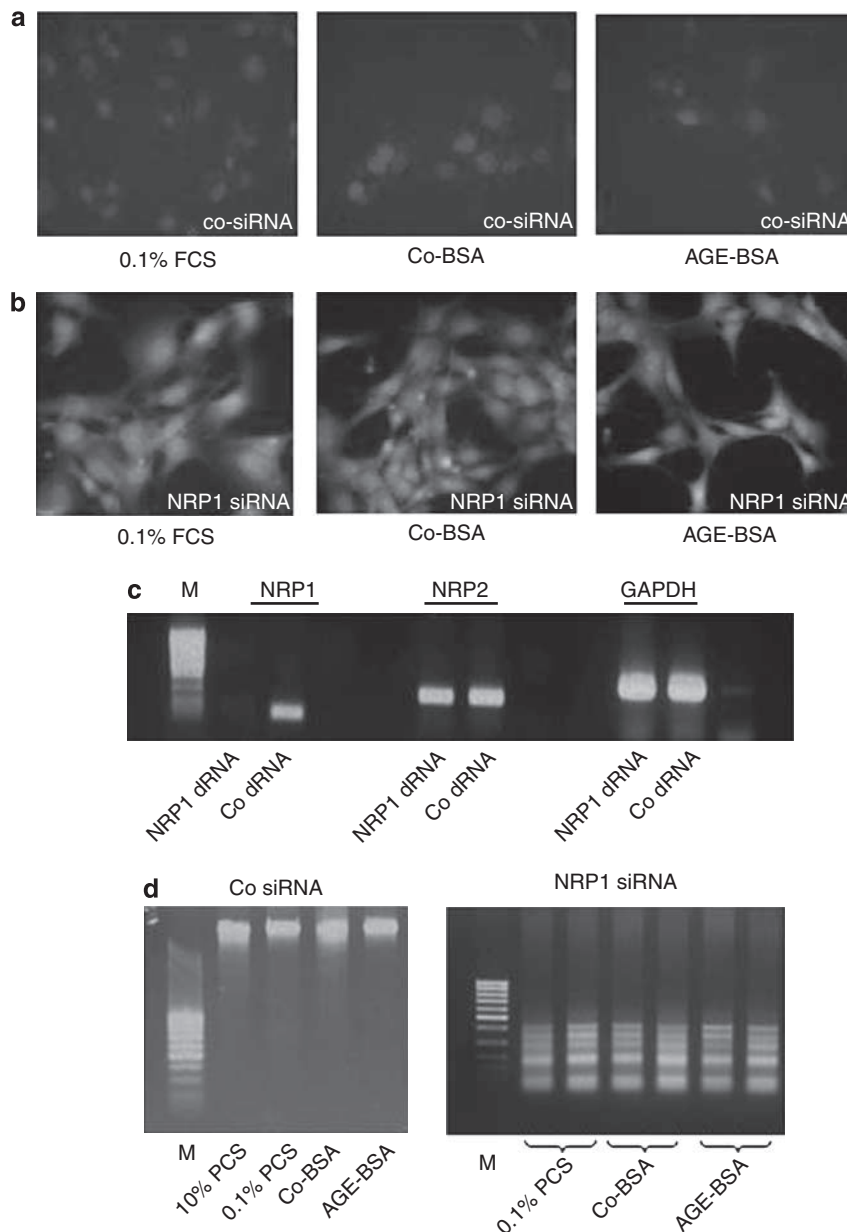 a
co-siRNA co-siRNA co-siRNA
0.1% FCS Co-BSA AGE-BSA
b
NRP1 siRNA NRP1 siRNA NRP1 siRNA
0.1% FCS Co-BSA AGE-BSA
c M NRP1 NRP2 GAPDH
NRP1 dRNA Co dRNA NRP1 dRNA Co dRNA NRP1 dRNA Co dRNA
d Co siRNA NRP1 siRNA
M 10% PCS 0.1% PCS Co-BSA AGE-BSA M 0.1% PCS Co-BSA AGE-BSA